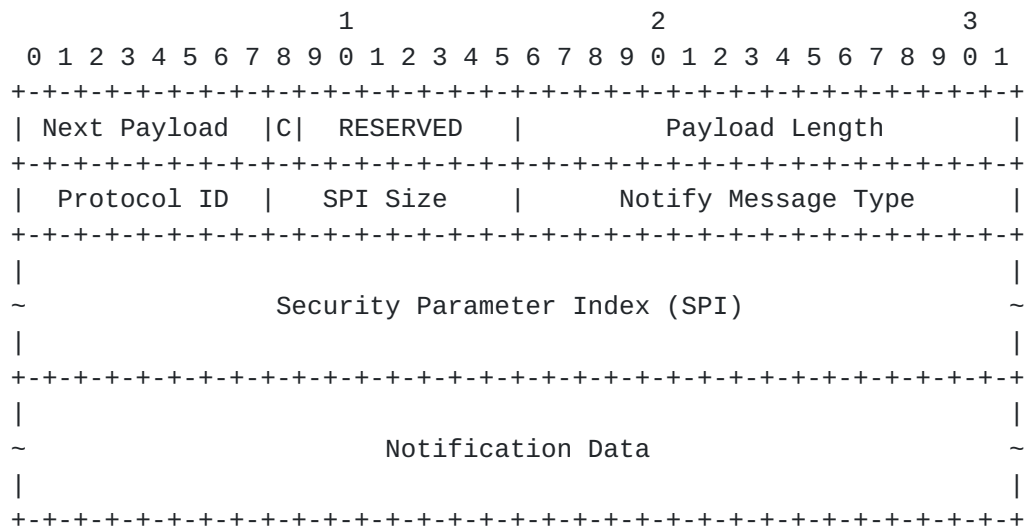 1                   2                   3
 0 1 2 3 4 5 6 7 8 9 0 1 2 3 4 5 6 7 8 9 0 1 2 3 4 5 6 7 8 9 0 1
+-+-+-+-+-+-+-+-+-+-+-+-+-+-+-+-+-+-+-+-+-+-+-+-+-+-+-+-+-+-+-+-+
| Next Payload  |C|  RESERVED   |         Payload Length        |
+-+-+-+-+-+-+-+-+-+-+-+-+-+-+-+-+-+-+-+-+-+-+-+-+-+-+-+-+-+-+-+-+
|  Protocol ID  |   SPI Size    |      Notify Message Type      |
+-+-+-+-+-+-+-+-+-+-+-+-+-+-+-+-+-+-+-+-+-+-+-+-+-+-+-+-+-+-+-+-+
|                                                               |
~                Security Parameter Index (SPI)                 ~
|                                                               |
+-+-+-+-+-+-+-+-+-+-+-+-+-+-+-+-+-+-+-+-+-+-+-+-+-+-+-+-+-+-+-+-+
|                                                               |
~                       Notification Data                       ~
|                                                               |
+-+-+-+-+-+-+-+-+-+-+-+-+-+-+-+-+-+-+-+-+-+-+-+-+-+-+-+-+-+-+-+-+